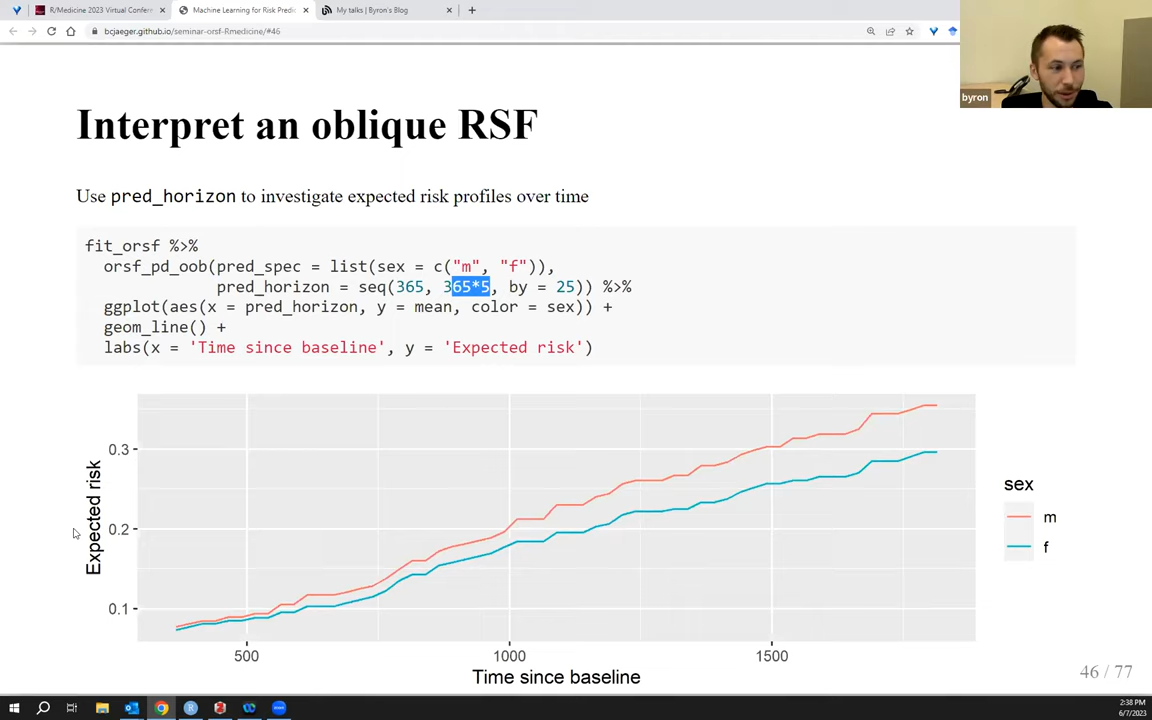 R/Medicine 2023 Virtual Conferen
Machine Learning for Risk Predic
My talks | Byron's Blog
bcjaeger.github.io/seminar-orsf-Rmedicine/#46
byron
Interpret an oblique RSF
Use pred_horizon to investigate expected risk profiles over time
fit_orsf %>%
orsf_pd_oob(pred_spec = list(sex = c("m", "f")),
pred_horizon = seq(365, 365*5, by = 25)) %>%
ggplot(aes(x = pred_horizon, y = mean, color = sex)) +
geom_line() +
labs(x = 'Time since baseline', y = 'Expected risk')
Expected risk
0.3
0.2
0.1
500
1000
1500
Time since baseline
sex
m
f
46 / 77
2:38 PM
6/7/2023